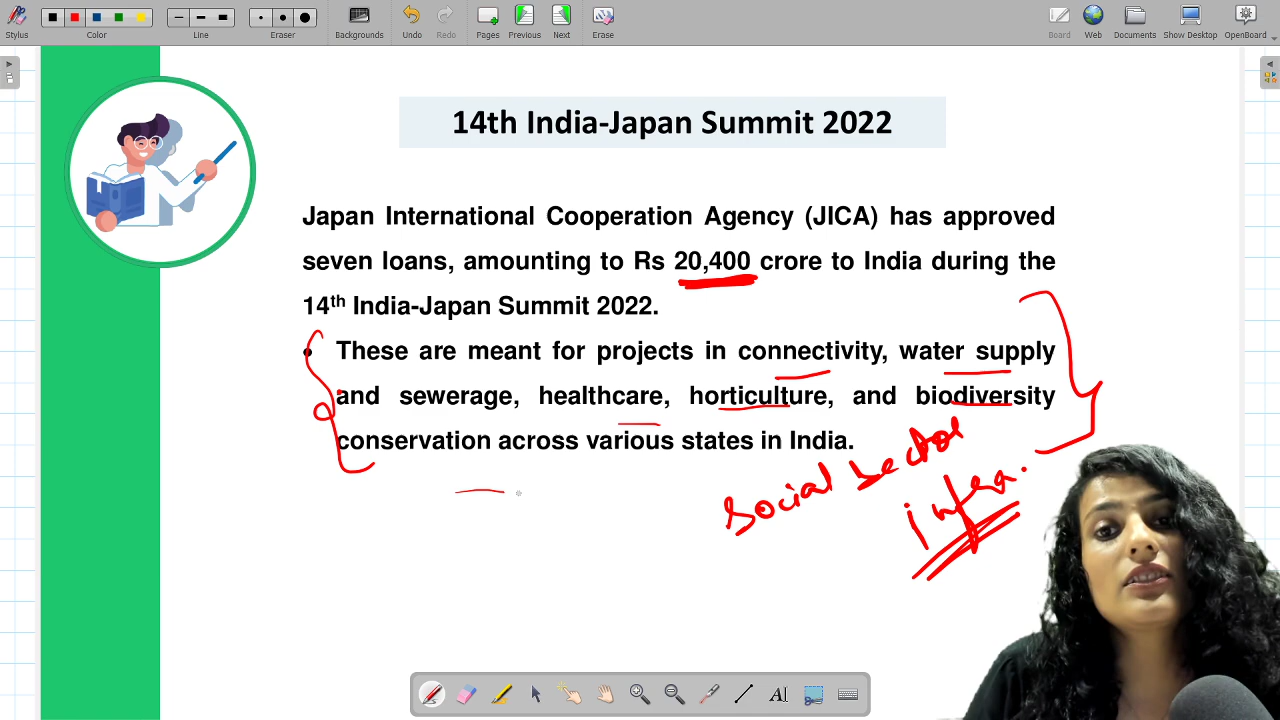 Stylus Color Line Eraser Backgrounds Undo Redo Pages Previous Next Erase Board Web Documents Show Desktop OpenBoard
14th India-Japan Summit 2022
Japan International Cooperation Agency (JICA) has approved
seven loans, amounting to Rs 20,400 crore to India during the
14th India-Japan Summit 2022.
• These are meant for projects in connectivity, water supply
and sewerage, healthcare, horticulture, and biodiversity
conservation across various states in India.
Social Sector
infra.
AI